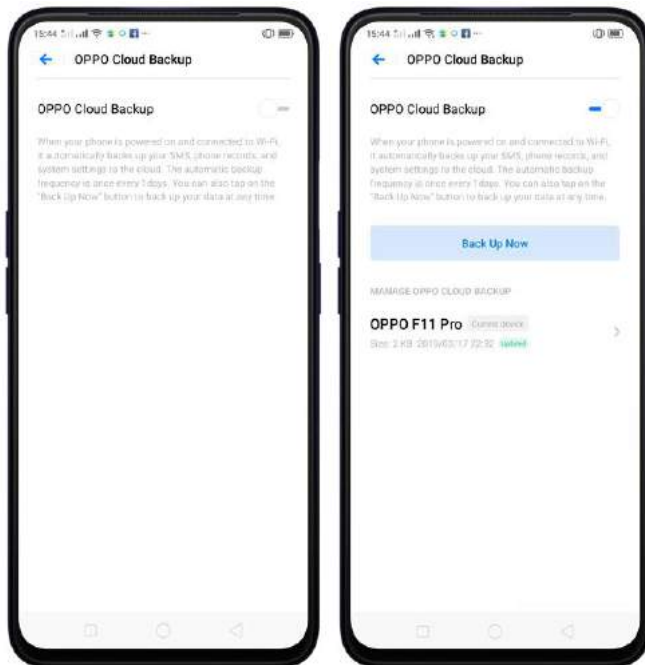 15:44
OPPO Cloud Backup
OPPO Cloud Backup
When your phone is powered on and connected to Wi-Fi,
it automatically backs up your SMS, phone records, and
system settings to the cloud. The automatic backup
frequency is once every 1days. You can also tap on the
"Back Up Now" button to back up your data at any time.
15:44
OPPO Cloud Backup
OPPO Cloud Backup
When your phone is powered on and connected to Wi-Fi,
it automatically backs up your SMS, phone records, and
system settings to the cloud. The automatic backup
frequency is once every 1days. You can also tap on the
"Back Up Now" button to back up your data at any time.
Back Up Now
MANAGE OPPO CLOUD BACKUP
OPPO F11 Pro Current device
Size: 2 KB 2019/03/17 22:32 Updated